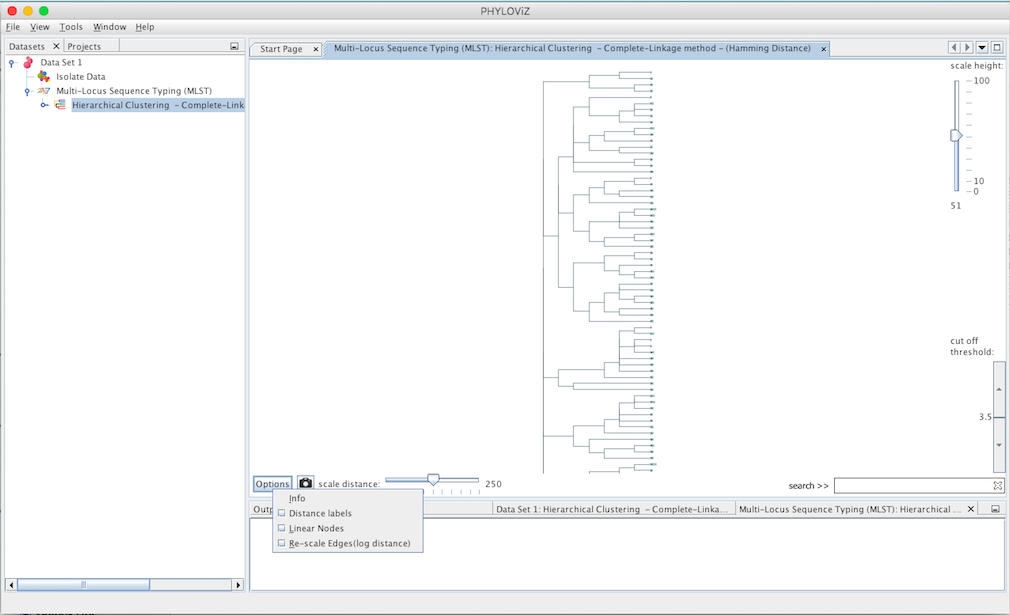 PHYLOViZ
File View Tools Window Help
Datasets Projects
Data Set 1
Isolate Data
Multi-Locus Sequence Typing (MLST)
Hierarchical Clustering - Complete-Link
Start Page
Multi-Locus Sequence Typing (MLST): Hierarchical Clustering - Complete-Linkage method - (Hamming Distance)
scale height:
100
10
0
51
cut off
threshold:
3.5
Options scale distance: 250
search >>
Info
Distance labels
Linear Nodes
Re-scale Edges(log distance)
Outp
Data Set 1: Hierarchical Clustering - Complete-Linka...
Multi-Locus Sequence Typing (MLST): Hierarchical ...